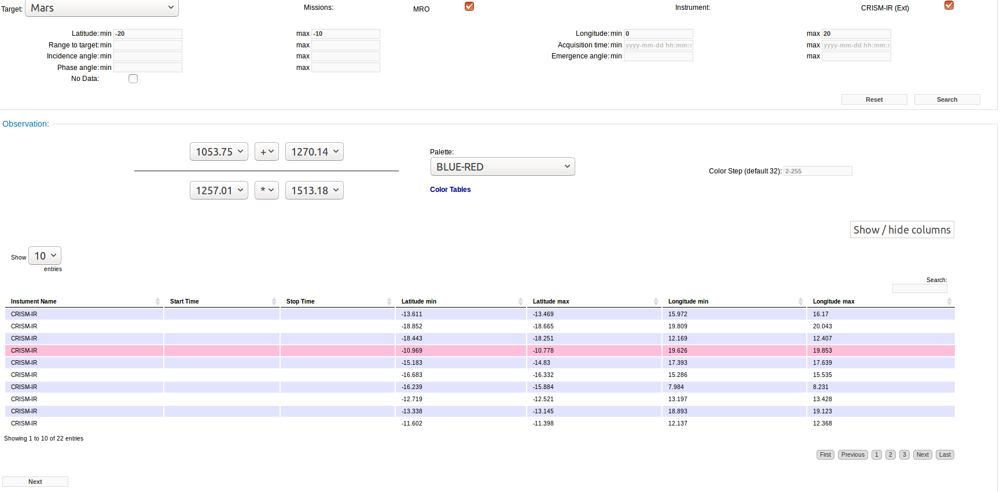 Target: Mars Missions: MRO Instrument: CRISM-IR (Ext)
Latitude: min -20 max -10 Longitude: min 0 max 20
Range to target: min max Acquisition time: min yyyy-mm-dd hh:mm: max yyyy-mm-dd hh:mm:
Incidence angle: min max Emergence angle: min max
Phase angle: min max
No Data:
Reset Search
Observation:
1053.75 + 1270.14
Palette:
BLUE-RED
Color Step (default 32): 2-255
1257.01 * 1513.18
Color Tables
Show / hide columns
Show 10
entries
Search:
Instument Name Start Time Stop Time Latitude min Latitude max Longitude min Longitude max
CRISM-IR -13.611 -13.469 15.972 16.17
CRISM-IR -18.852 -18.665 19.809 20.043
CRISM-IR -18.443 -18.251 12.169 12.407
CRISM-IR -10.969 -10.778 19.626 19.853
CRISM-IR -15.183 -14.83 17.393 17.639
CRISM-IR -16.683 -16.332 15.286 15.535
CRISM-IR -16.239 -15.884 7.984 8.231
CRISM-IR -12.719 -12.521 13.197 13.428
CRISM-IR -13.338 -13.145 18.893 19.123
CRISM-IR -11.602 -11.398 12.137 12.368
Showing 1 to 10 of 22 entries
First Previous 1 2 3 Next Last
Next